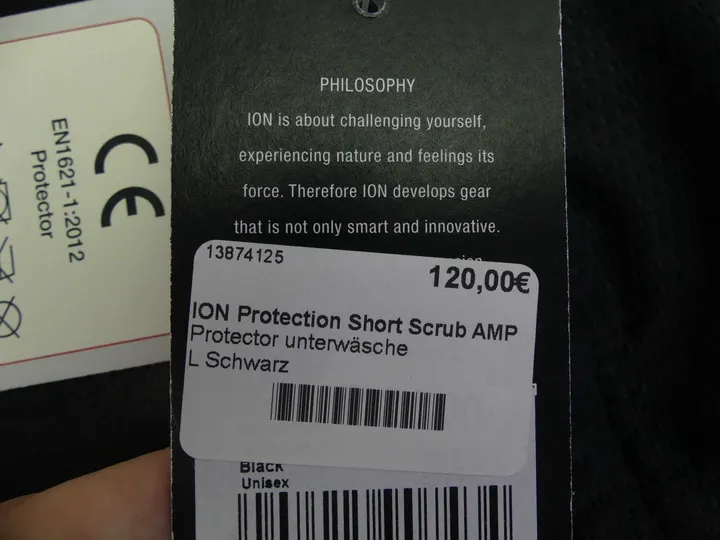 PHILOSOPHY
ION is about challenging yourself,
experiencing nature and feelings its
force. Therefore ION develops gear
that is not only smart and innovative.
13874125
120,00€
ION Protection Short Scrub AMP
Protector unterwäsche
L Schwarz
Black
Unisex
CE
EN1621-1:2012
Protector